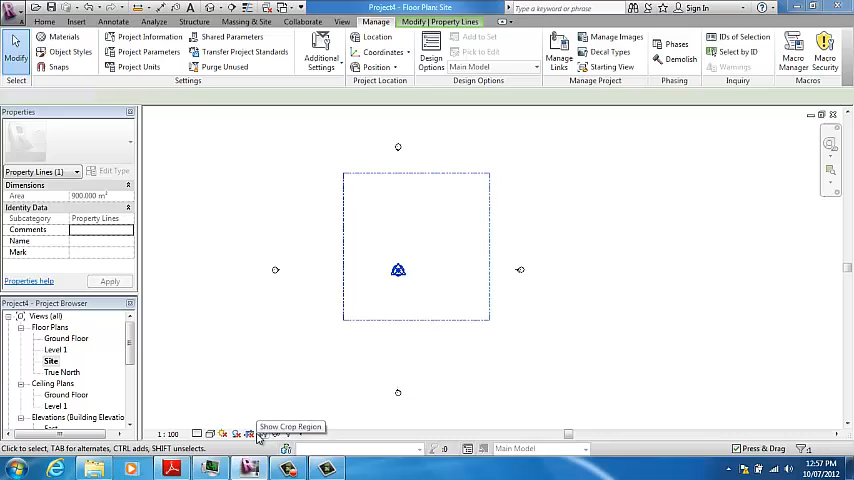 Project4 - Floor Plan: Site
Type a keyword or phrase
Sign In
Home Insert Annotate Analyze Structure Massing & Site Collaborate View Manage Modify | Property Lines
Modify
Select
Materials
Object Styles
Snaps
Project Information
Project Parameters
Project Units
Shared Parameters
Transfer Project Standards
Purge Unused
Settings
Additional Settings
Location
Coordinates
Position
Project Location
Design Options
Add to Set
Pick to Edit
Main Model
Design Options
Manage Links
Manage Images
Decal Types
Starting View
Manage Project
Phases
Demolish
Phasing
IDs of Selection
Select by ID
Inquiry
Macro Manager
Macro Security
Macros
Properties
Property Lines (1)
Edit Type
Dimensions
Area 900.000 m²
Identity Data
Subcategory Property Lines
Comments
Name
Mark
Properties help
Apply
Project4 - Project Browser
Views (all)
Floor Plans
Ground Floor
Level 1
Site
True North
Ceiling Plans
Ground Floor
Level 1
Elevations (Building Elevatio
Show Crop Region
1 : 100
Click to select, TAB for alternates, CTRL adds, SHIFT unselects.
:0
Main Model
Press & Drag
:1
12:57 PM
10/07/2012